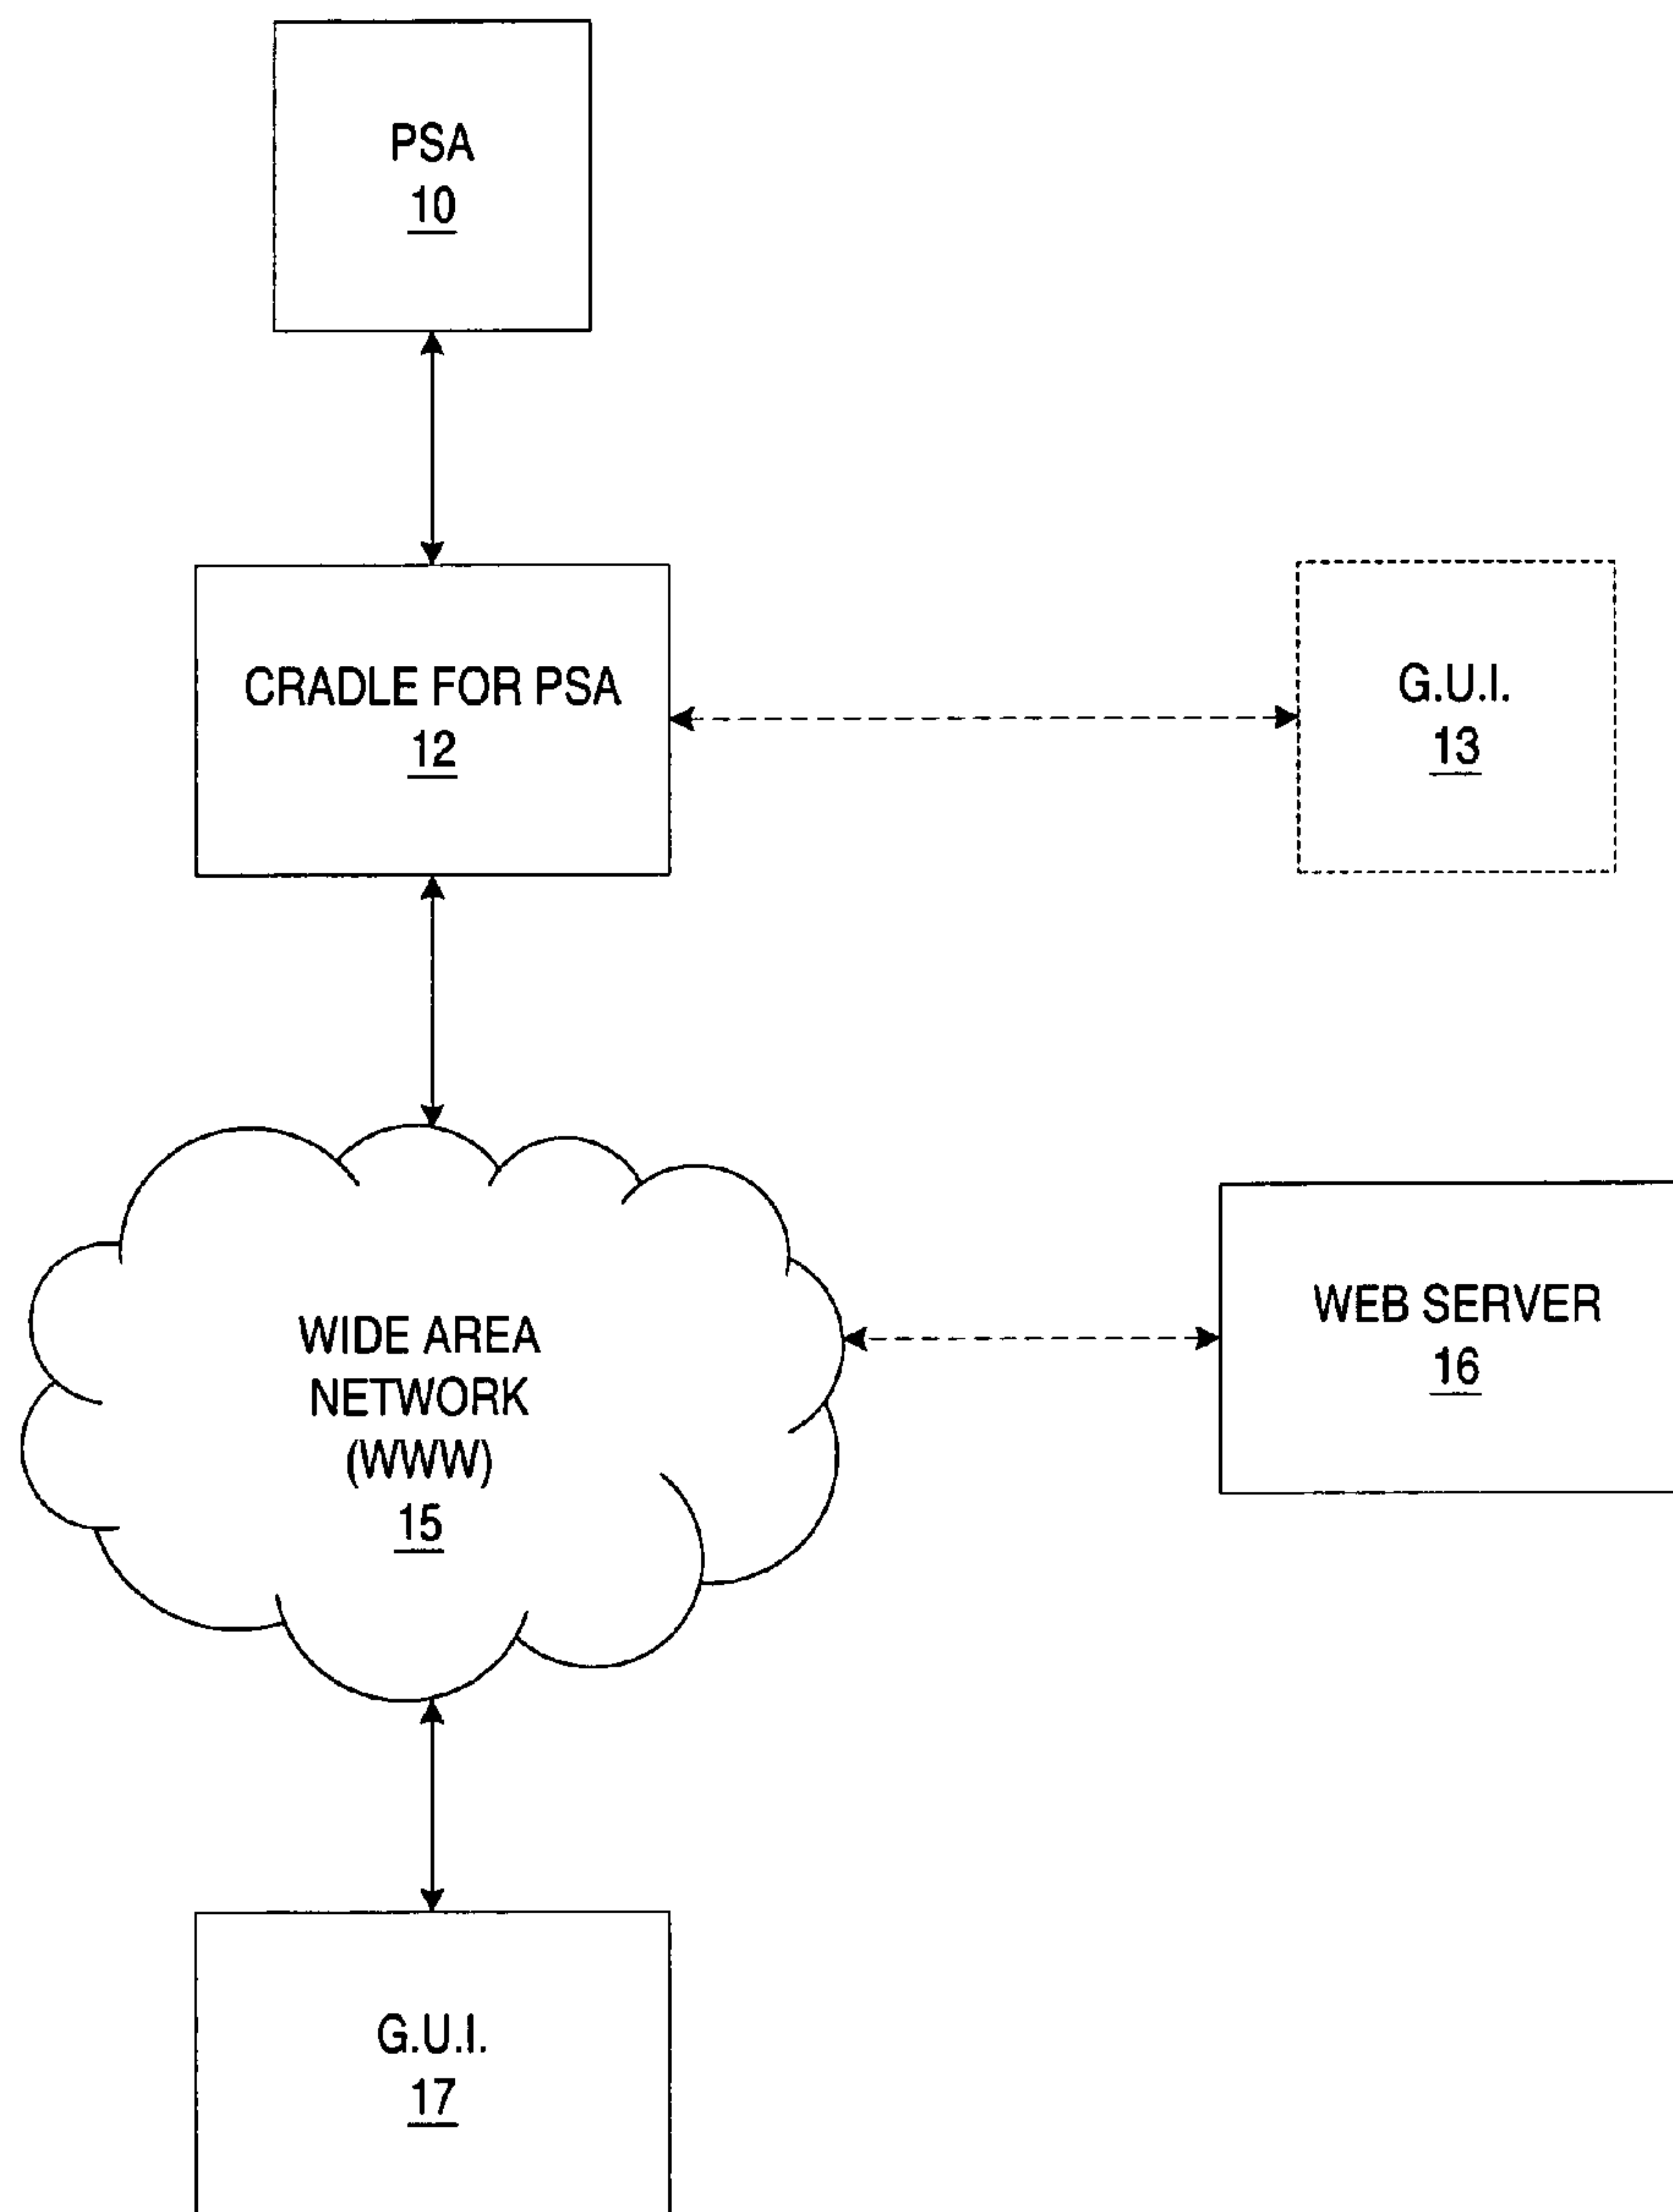 PSA
10
CRADLE FOR PSA
12
G.U.I.
13
WIDE AREA
NETWORK
(WWW)
15
WEB SERVER
16
G.U.I.
17